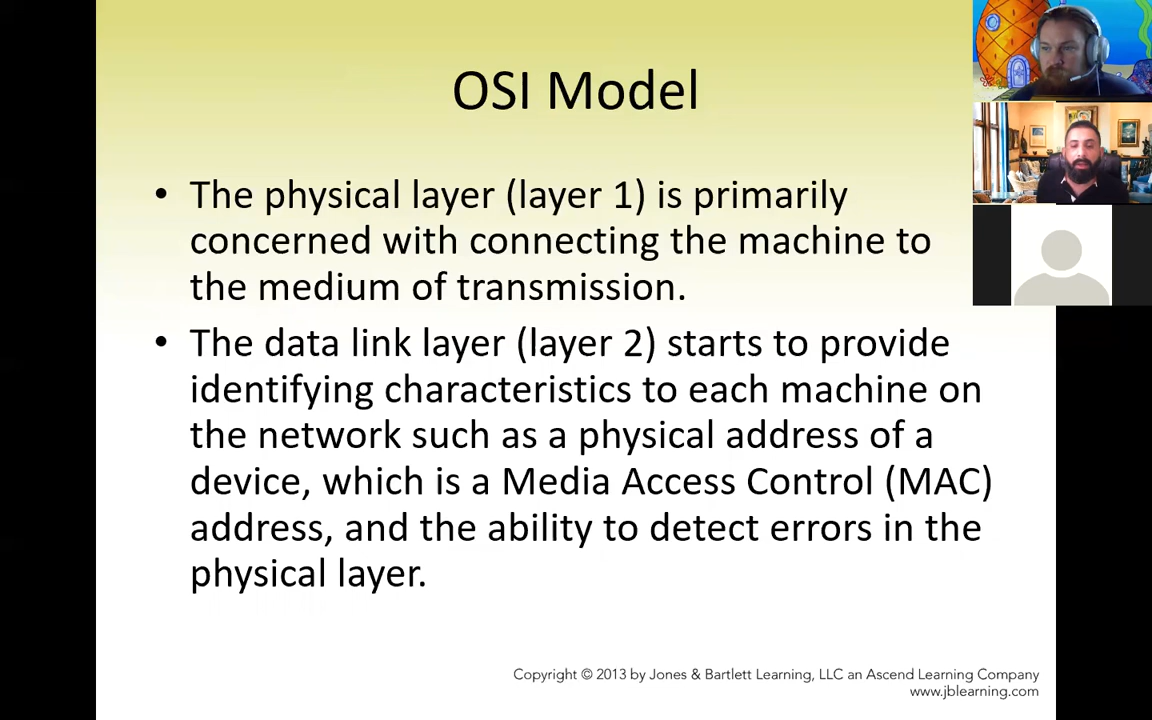 OSI Model
• The physical layer (layer 1) is primarily
concerned with connecting the machine to
the medium of transmission.
• The data link layer (layer 2) starts to provide
identifying characteristics to each machine on
the network such as a physical address of a
device, which is a Media Access Control (MAC)
address, and the ability to detect errors in the
physical layer.
Copyright © 2013 by Jones & Bartlett Learning, LLC an Ascend Learning Company
www.jblearning.com